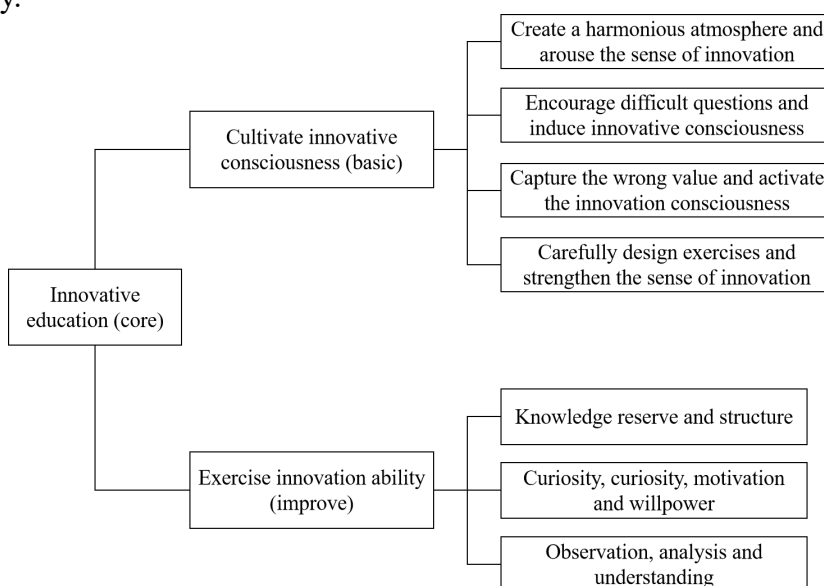 y.
Create a harmonious atmosphere and
arouse the sense of innovation
Encourage difficult questions and
induce innovative consciousness
Cultivate innovative
consciousness (basic)
Capture the wrong value and activate
the innovation consciousness
Carefully design exercises and
strengthen the sense of innovation
Innovative
education (core)
Knowledge reserve and structure
Exercise innovation ability
(improve)
Curiosity, curiosity, motivation
and willpower
Observation, analysis and
understanding